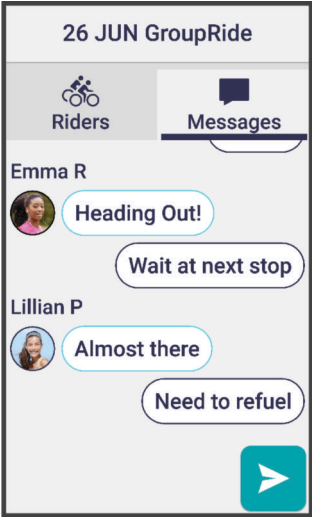 26 JUN GroupRide
Riders
Messages
Emma R
Heading Out!
Wait at next stop
Lillian P
Almost there
Need to refuel